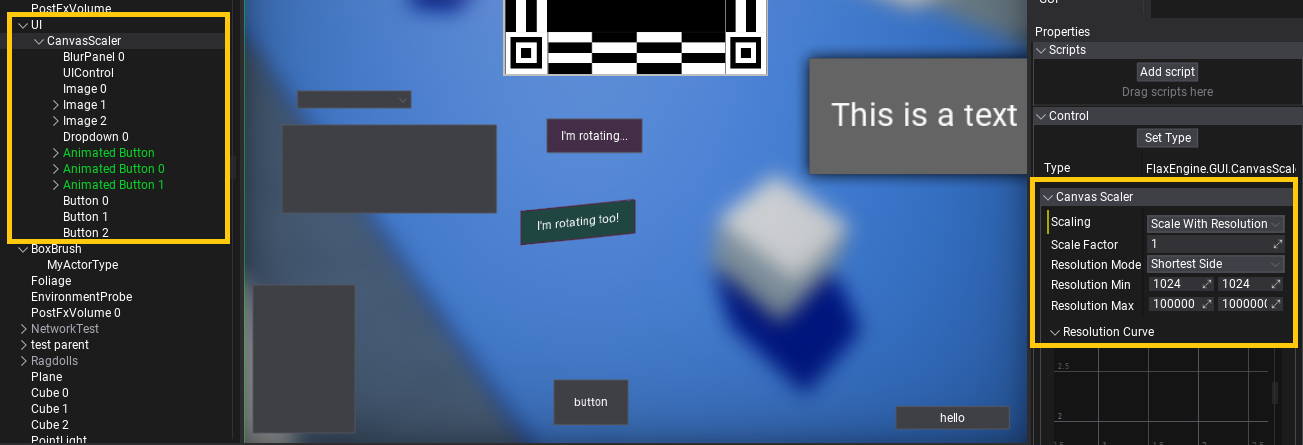 PostFxVolume
UI
CanvasScaler
BlurPanel 0
UIControl
Image 0
Image 1
Image 2
Dropdown 0
Animated Button
Animated Button 0
Animated Button 1
Button 0
Button 1
Button 2
BoxBrush
MyActorType
Foliage
EnvironmentProbe
PostFxVolume 0
NetworkTest
test parent
Ragdolls
Plane
Cube 0
Cube 1
Cube 2
PointLight
This is a text
I'm rotating...
I'm rotating too!
button
hello
Properties
Scripts
Add script
Drag scripts here
Control
Set Type
Type FlaxEngine.GUI.CanvasScal
Canvas Scaler
Scaling Scale With Resolution
Scale Factor 1
Resolution Mode Shortest Side
Resolution Min 1024 1024
Resolution Max 100000 100000
Resolution Curve
2.5
2